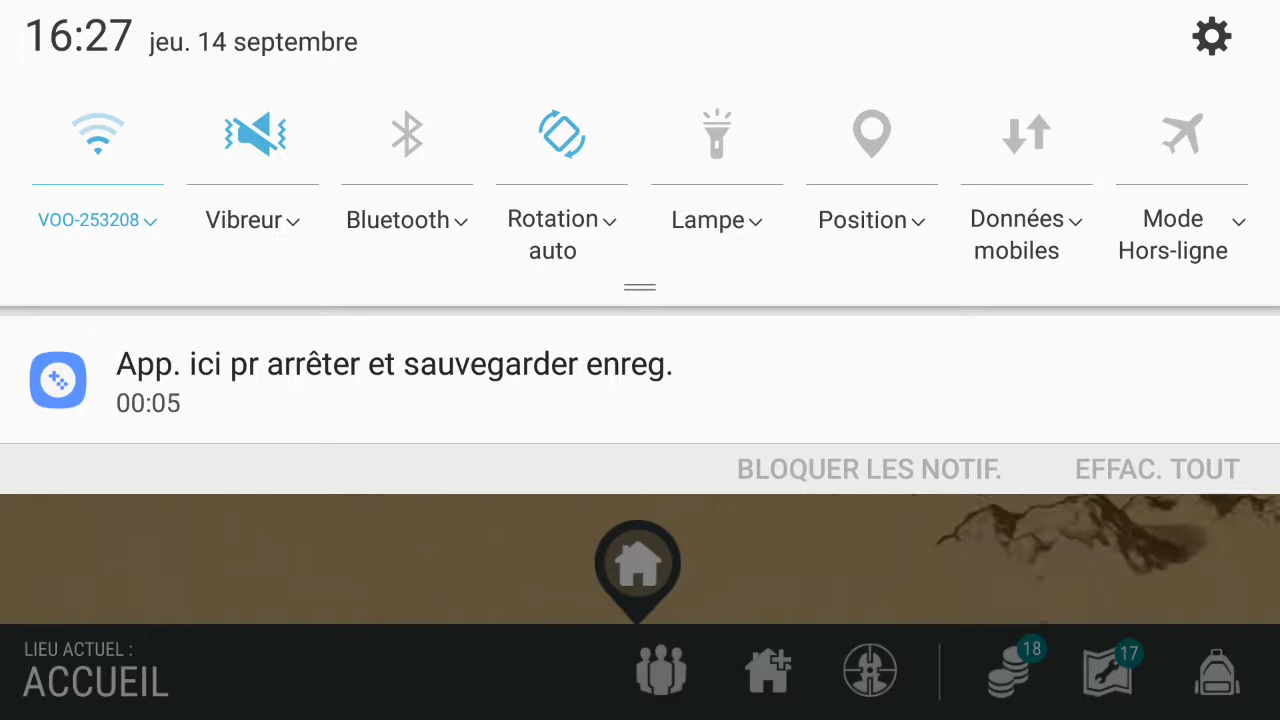 16:27 jeu. 14 septembre
VOO-253208
Vibreur
Bluetooth
Rotation
auto
Lampe
Position
Données
mobiles
Mode
Hors-ligne
App. ici pr arrêter et sauvegarder enreg.
00:05
BLOQUER LES NOTIF. EFFAC. TOUT
LIEU ACTUEL :
ACCUEIL
18
17